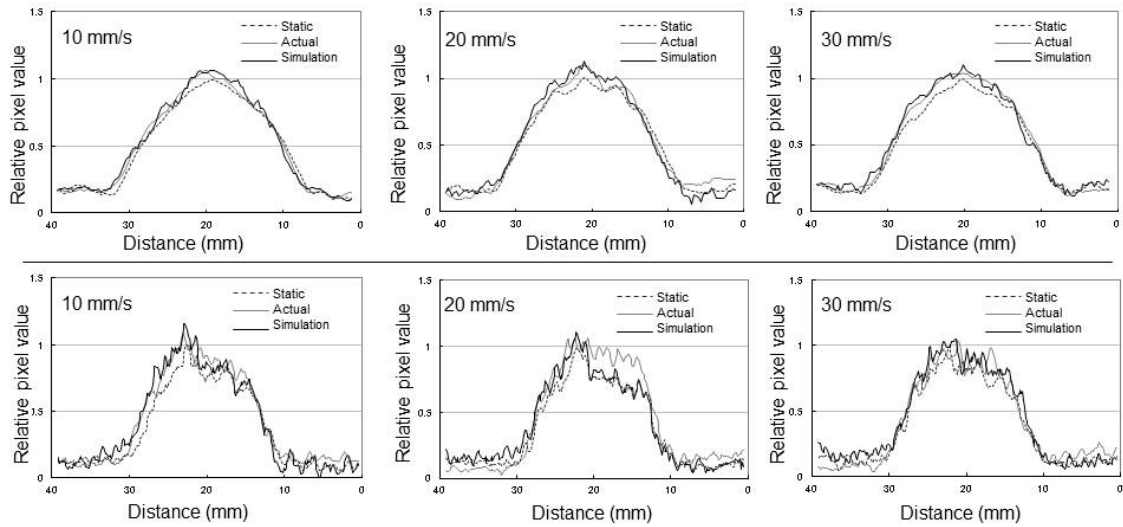 1.5
10 mm/s
Static
Actual
Simulation
1
0.5
0
40
30
20
10
0
Relative pixel value
Distance (mm)
1.5
20 mm/s
Static
Actual
Simulation
1
0.5
0
40
30
20
10
0
Relative pixel value
Distance (mm)
1.5
30 mm/s
Static
Actual
Simulation
1
0.5
0
40
30
20
10
0
Relative pixel value
Distance (mm)
1.5
10 mm/s
Static
Actual
Simulation
1
0.5
0
40
30
20
10
0
Relative pixel value
Distance (mm)
1.5
20 mm/s
Static
Actual
Simulation
1
0.5
0
40
30
20
10
0
Relative pixel value
Distance (mm)
1.5
30 mm/s
Static
Actual
Simulation
1
0.5
0
40
30
20
10
0
Relative pixel value
Distance (mm)